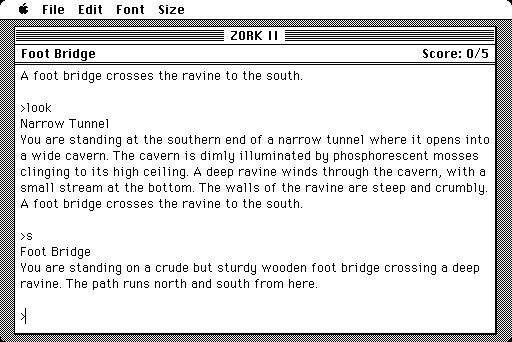 File Edit Font Size
ZORK II
Foot Bridge Score: 0/5
A foot bridge crosses the ravine to the south.
>look
Narrow Tunnel
You are standing at the southern end of a narrow tunnel where it opens into
a wide cavern. The cavern is dimly illuminated by phosphorescent mosses
clinging to its high ceiling. A deep ravine winds through the cavern, with a
small stream at the bottom. The walls of the ravine are steep and crumbly.
A foot bridge crosses the ravine to the south.
>s
Foot Bridge
You are standing on a crude but sturdy wooden foot bridge crossing a deep
ravine. The path runs north and south from here.
>